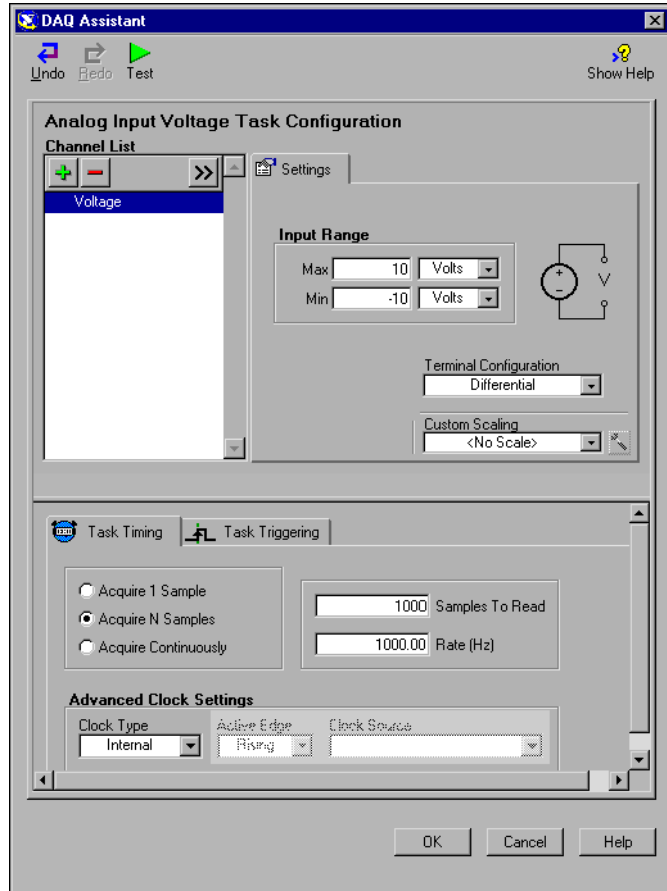 DAQ Assistant
Undo Redo Test Show Help
Analog Input Voltage Task Configuration
Channel List
Settings
Voltage
Input Range
Max 10 Volts
Min -10 Volts
V
Terminal Configuration
Differential
Custom Scaling
<No Scale>
Task Timing Task Triggering
Acquire 1 Sample
Acquire N Samples
Acquire Continuously
1000 Samples To Read
1000.00 Rate (Hz)
Advanced Clock Settings
Clock Type Active Edge Clock Source
Internal Rising
OK Cancel Help